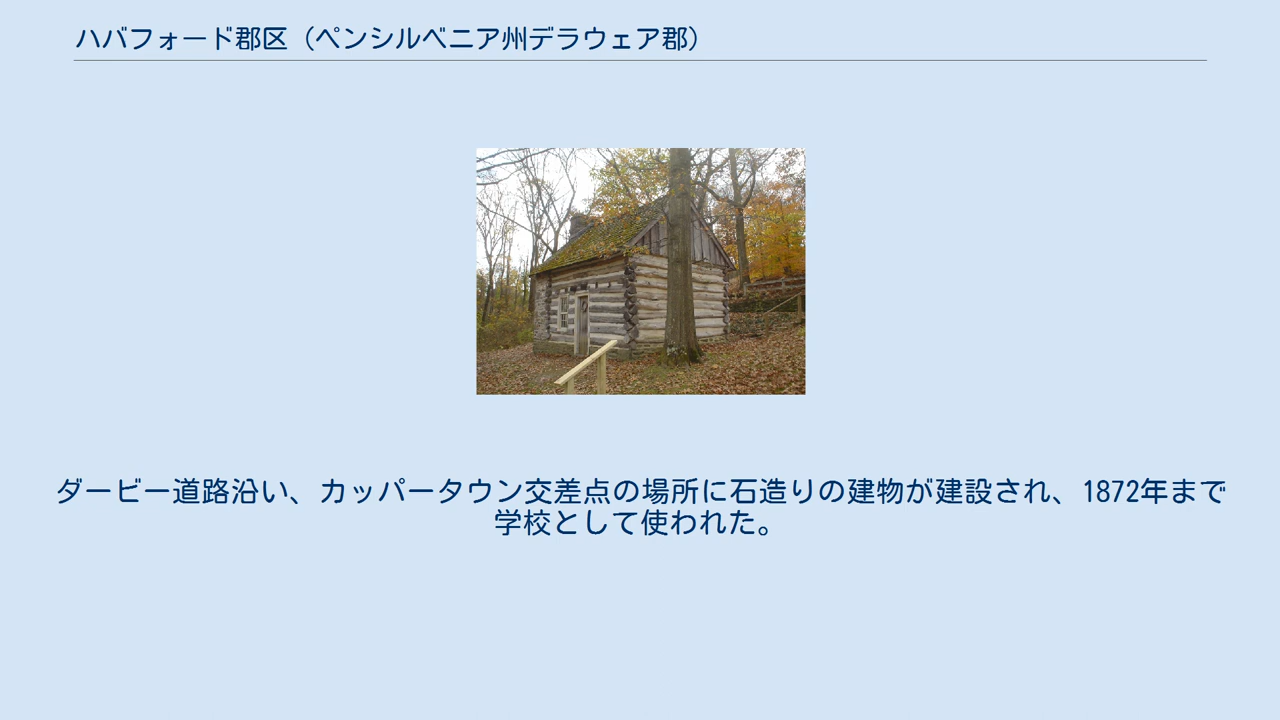 ハバフォード郡区（ペンシルベニア州デラウェア郡）
ダービー道路沿い、カッパータウン交差点の場所に石造りの建物が建設され、1872年まで
学校として使われた。